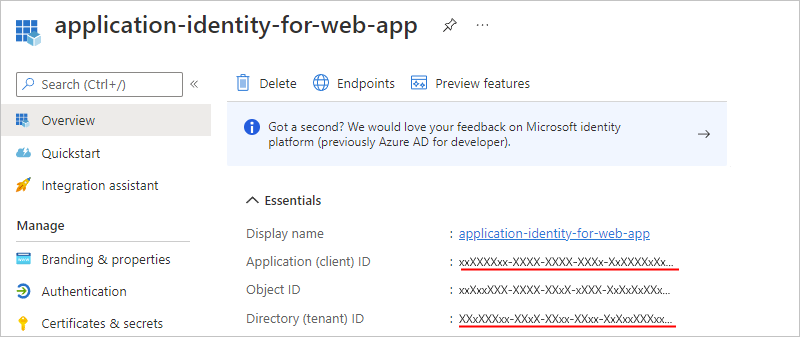 application-identity-for-web-app
Search (Ctrl+/)
Delete
Endpoints
Preview features
Overview
Got a second? We would love your feedback on Microsoft identity
platform (previously Azure AD for developer).
Quickstart
Integration assistant
Essentials
Manage
Display name : application-identity-for-web-app
Branding & properties
Application (client) ID : xxXXXXxx-XXXX-XXXX-XXXx-XxXXXXxXx...
Object ID : xxXxxXXX-XXXX-XXxX-xXXX-XxXxXxXXx...
Authentication
Directory (tenant) ID : XXxXXXxx-XXxX-XXxx-XXxx-XxXxxXXXxx...
Certificates & secrets